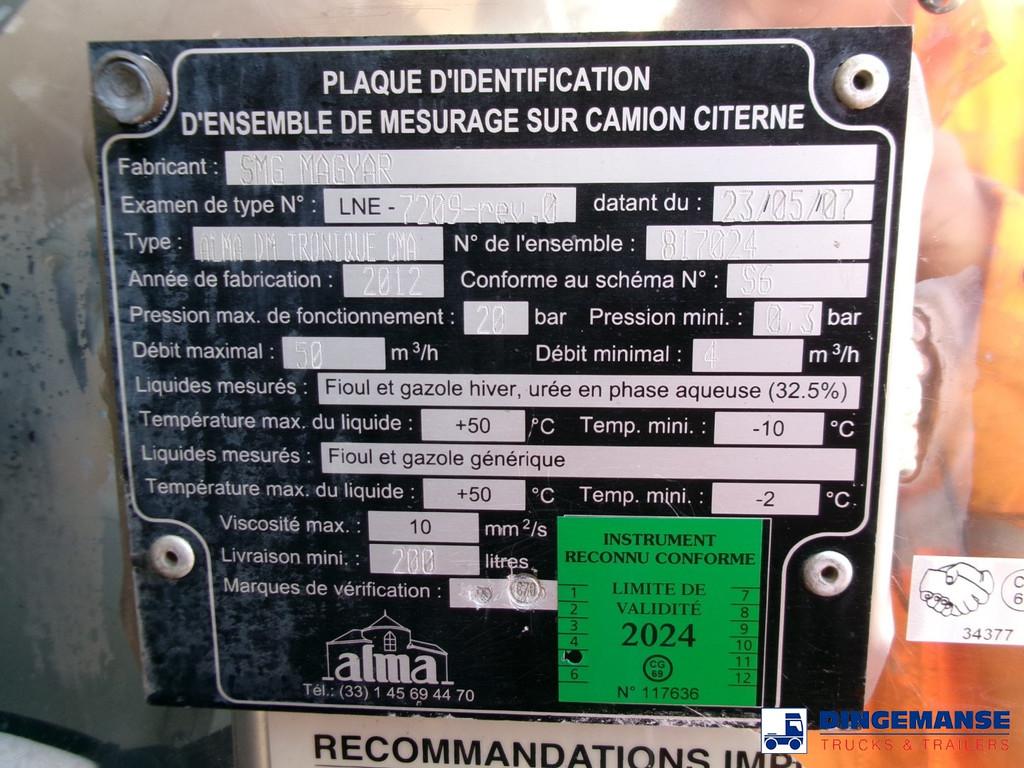 PLAQUE D'IDENTIFICATION
D'ENSEMBLE DE MESURAGE SUR CAMION CITERNE
Fabricant : SMG MAGYAR
Examen de type N° : LNE - 7209-rev.0 datant du : 23/05/07
Type : ALMA DM TRONIQUE CMA N° de l'ensemble : 817024
Année de fabrication : 2012 Conforme au schéma N° : S6
Pression max. de fonctionnement : 20 bar Pression mini. : 0,3 bar
Débit maximal : 50 m³/h Débit minimal : 4 m³/h
Liquides mesurés : Fioul et gazole hiver, urée en phase aqueuse (32.5%)
Température max. du liquide : +50 °C Temp. mini. : -10 °C
Liquides mesurés : Fioul et gazole générique
Température max. du liquide : +50 °C Temp. mini. : -2 °C
Viscosité max. : 10 mm²/s
Livraison mini. : 200 litres
Marques de vérification :
alma
Tél.: (33) 1 45 69 44 70
INSTRUMENT
RECONNU CONFORME
LIMITE DE
VALIDITÉ
2024
1 7
2 8
3 9
4 10
11
6 12
CG
69
N° 117636
C
6
34377
RECOMMANDATIONS IMP
DINGEMANSE
TRUCKS & TRAILERS